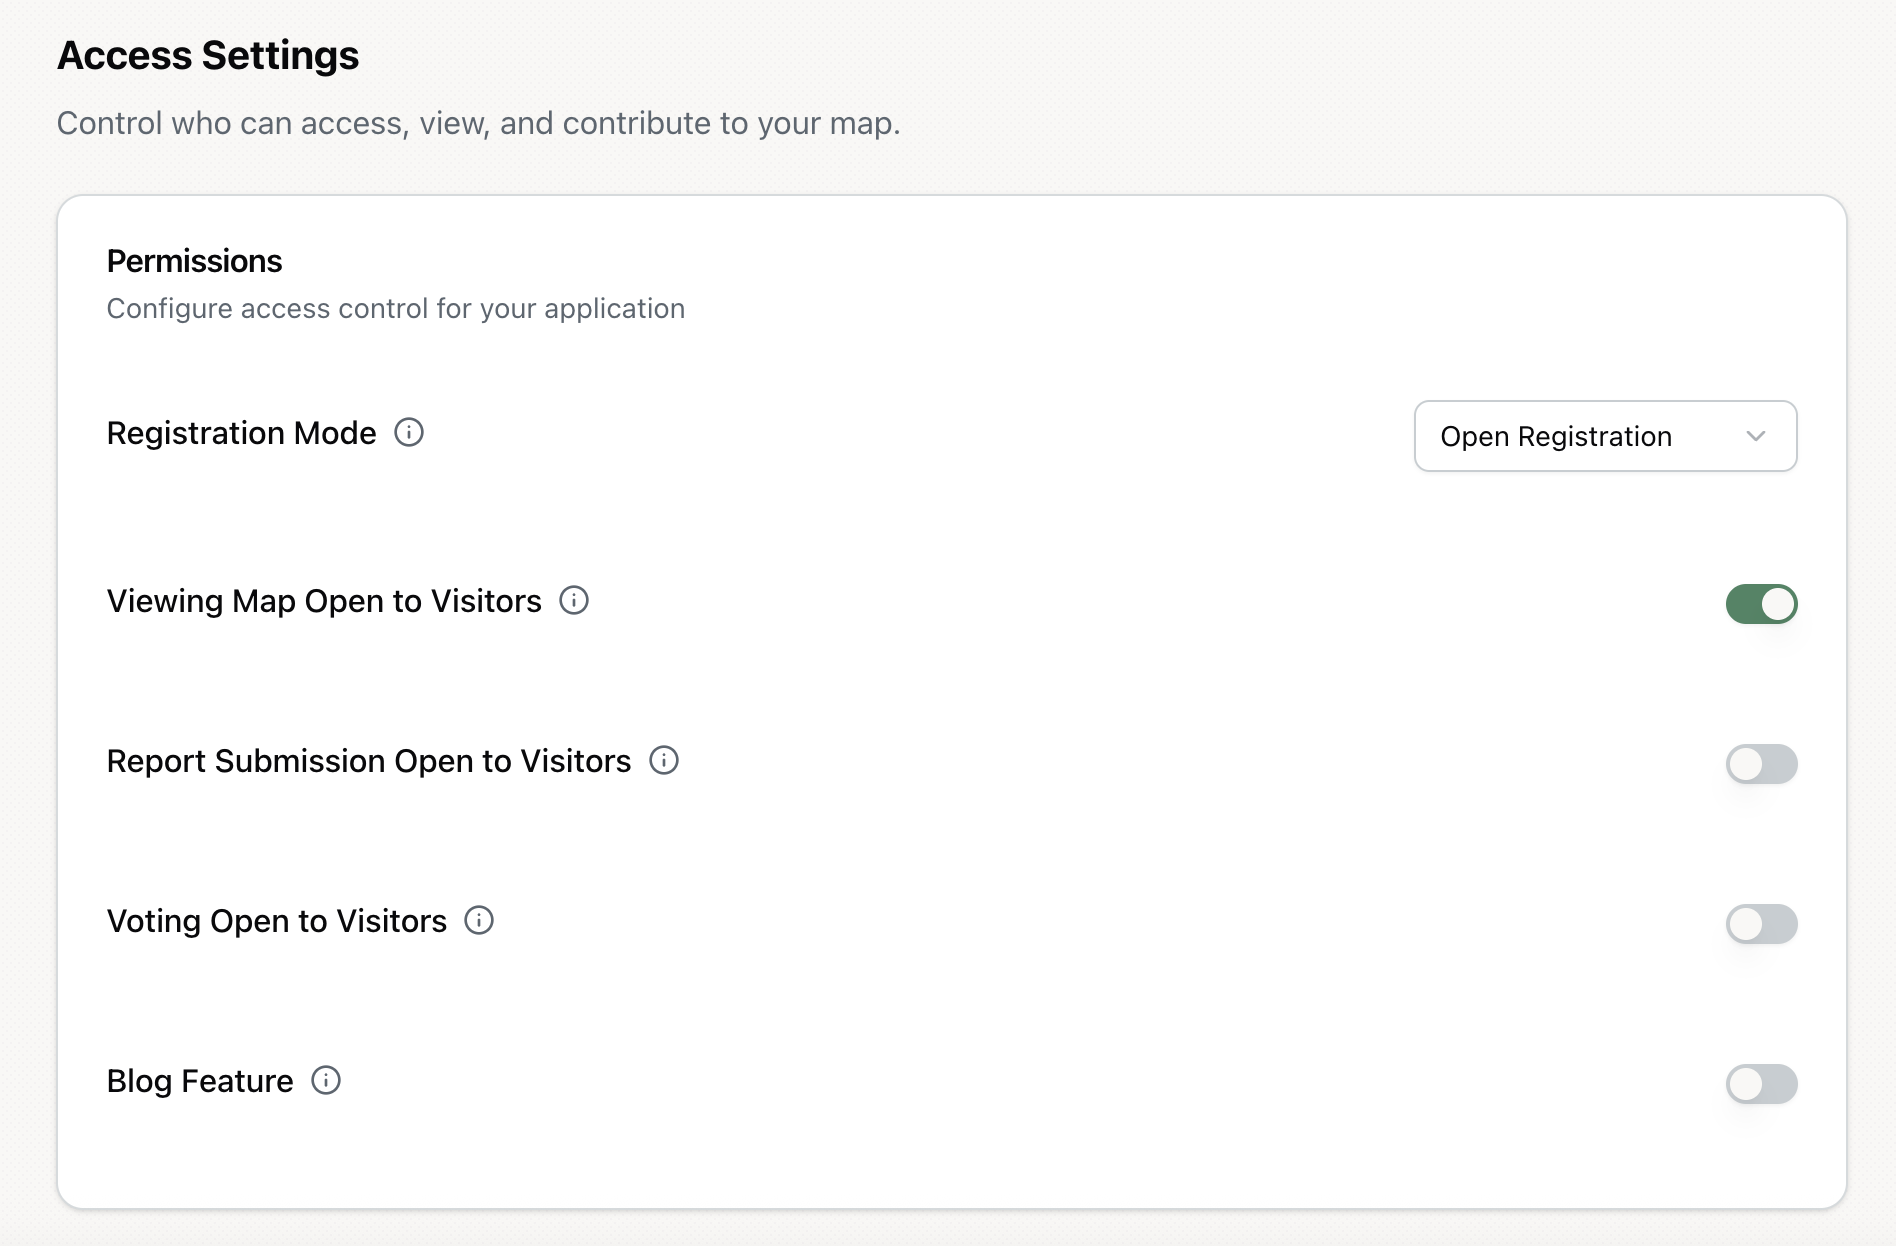 Access Settings
Control who can access, view, and contribute to your map.
Permissions
Configure access control for your application
Registration Mode
Open Registration
Viewing Map Open to Visitors
Report Submission Open to Visitors
Voting Open to Visitors
Blog Feature